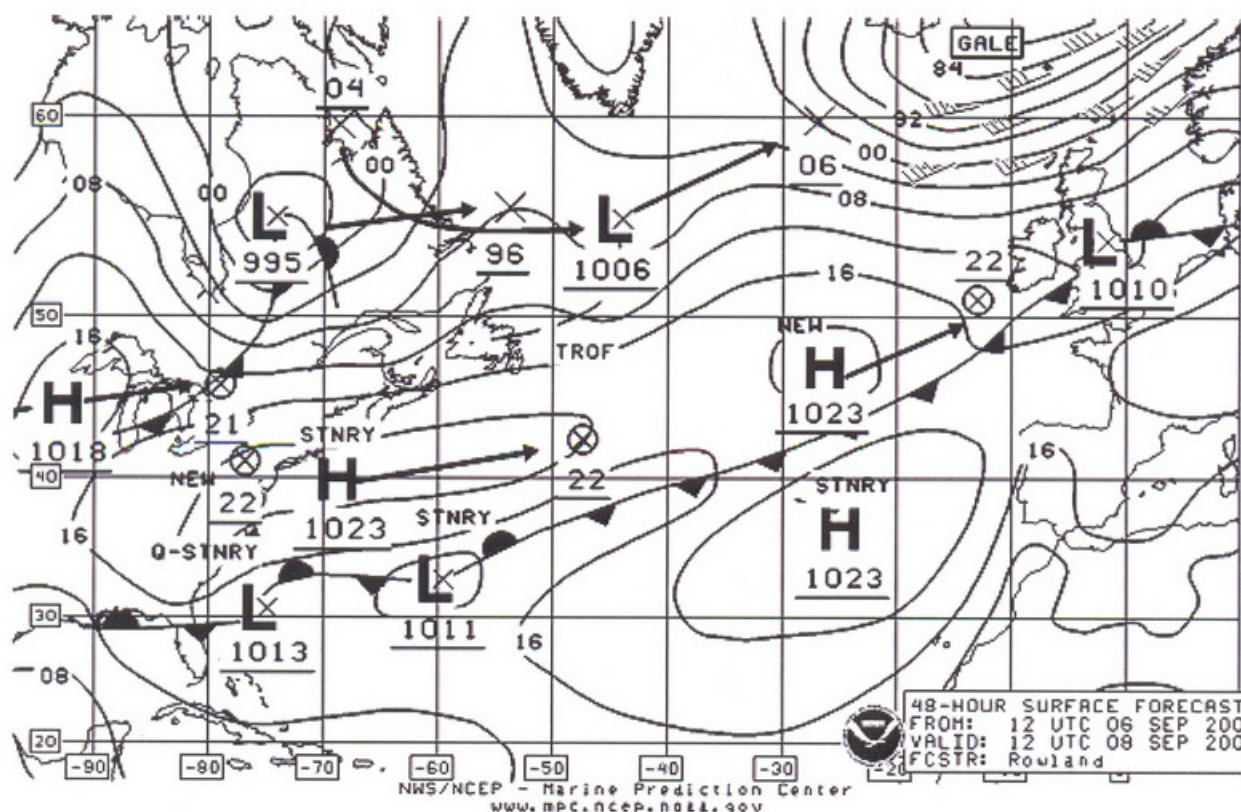 GALE
84
04
60
92
00
00
06
08
08
00
L
L
L
995
96
1006
22
16
1010
50
16
NEW
TROF
H
H
1023
21
STNRY
1018
40
NEW
22
H
22
16
STNRY
1023
STNRY
H
16
Q-STNRY
1023
L
L
30
1011
16
1013
08
48-HOUR SURFACE FORECAST
FROM: 12 UTC 06 SEP 200
VALID: 12 UTC 08 SEP 200
FCSTR: Rowland
20
-90
-80
-70
-60
-50
-40
-30
-20
NWS/NCEP - Marine Prediction Center
www.mpc.ncep.noaa.gov